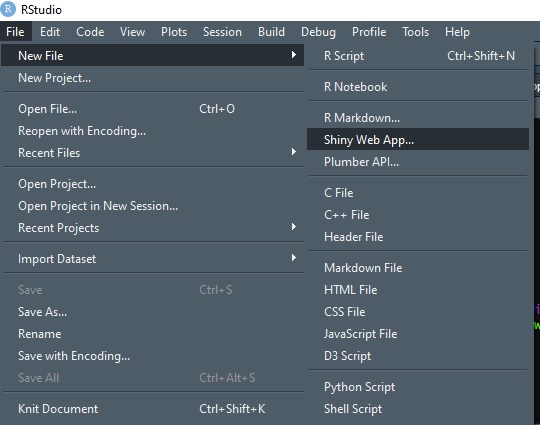 R RStudio
File Edit Code View Plots Session Build Debug Profile Tools Help
New File
New Project...
Open File... Ctrl+O
Reopen with Encoding...
Recent Files
Open Project...
Open Project in New Session...
Recent Projects
Import Dataset
Save Ctrl+S
Save As...
Rename
Save with Encoding...
Save All Ctrl+Alt+S
Knit Document Ctrl+Shift+K
R Script Ctrl+Shift+N
R Notebook
R Markdown...
Shiny Web App...
Plumber API...
C File
C++ File
Header File
Markdown File
HTML File
CSS File
JavaScript File
D3 Script
Python Script
Shell Script